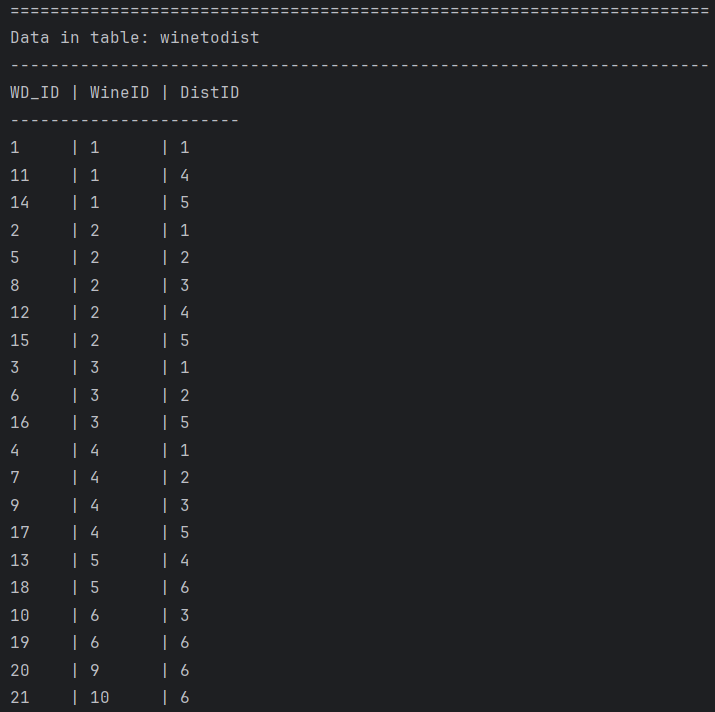 ======================================================================
Data in table: winetodist
----------------------------------------------------------------------
WD_ID | WineID | DistID
-----------------------
1     | 1      | 1
11    | 1      | 4
14    | 1      | 5
2     | 2      | 1
5     | 2      | 2
8     | 2      | 3
12    | 2      | 4
15    | 2      | 5
3     | 3      | 1
6     | 3      | 2
16    | 3      | 5
4     | 4      | 1
7     | 4      | 2
9     | 4      | 3
17    | 4      | 5
13    | 5      | 4
18    | 5      | 6
10    | 6      | 3
19    | 6      | 6
20    | 9      | 6
21    | 10     | 6